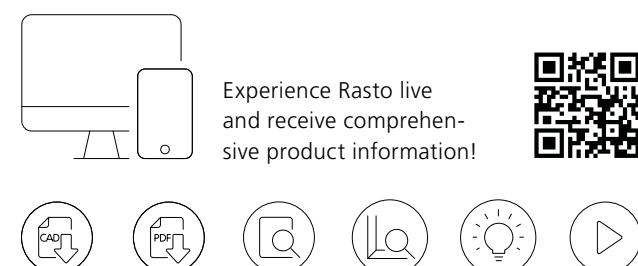 Experience Rasto live
and receive comprehen-
sive product information!
CAD
PDF